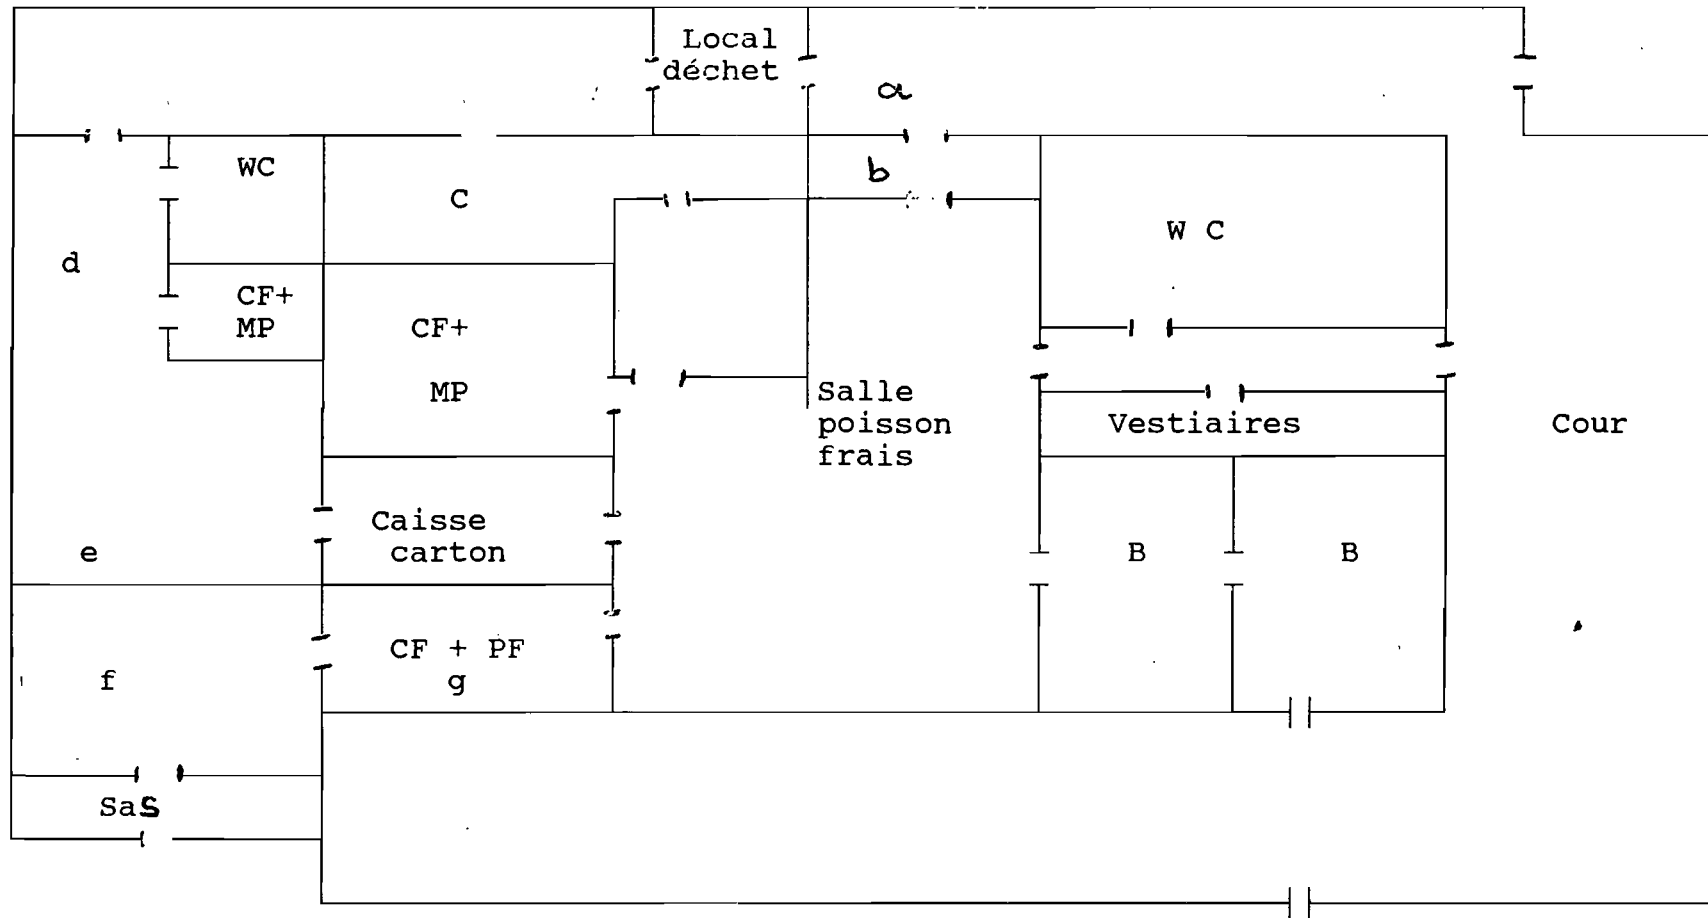 Local
déchet
a
WC
b
C
W C
d
CF+
MP
CF+
MP
Salle
poisson
frais
Vestiaires
Cour
Caisse
carton
e
B
B
CF + PF
g
f
SaS